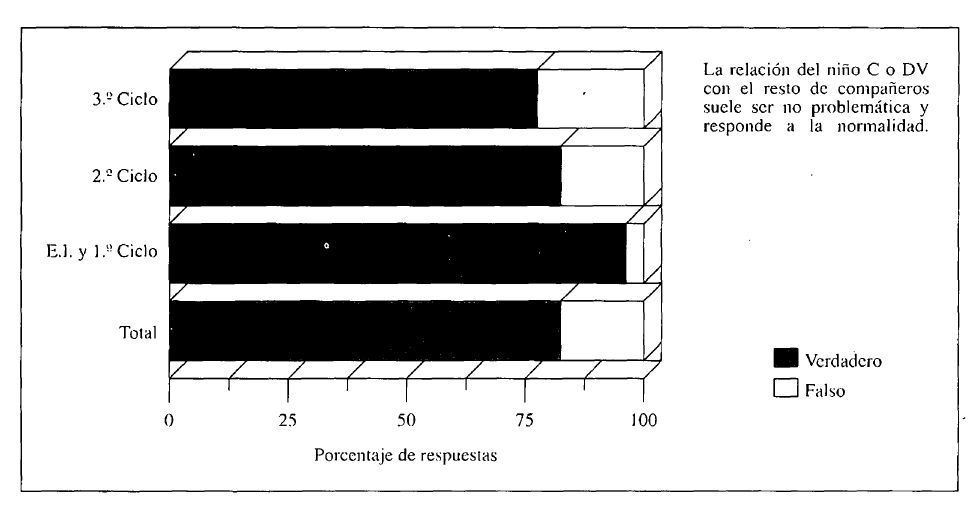 La relación del niño C o DV
con el resto de compañeros
suele ser no problemática y
responde a la normalidad.
3.º Ciclo
2.º Ciclo
E.I. y 1.º Ciclo
Total
Verdadero
Falso
0 25 50 75 100
Porcentaje de respuestas